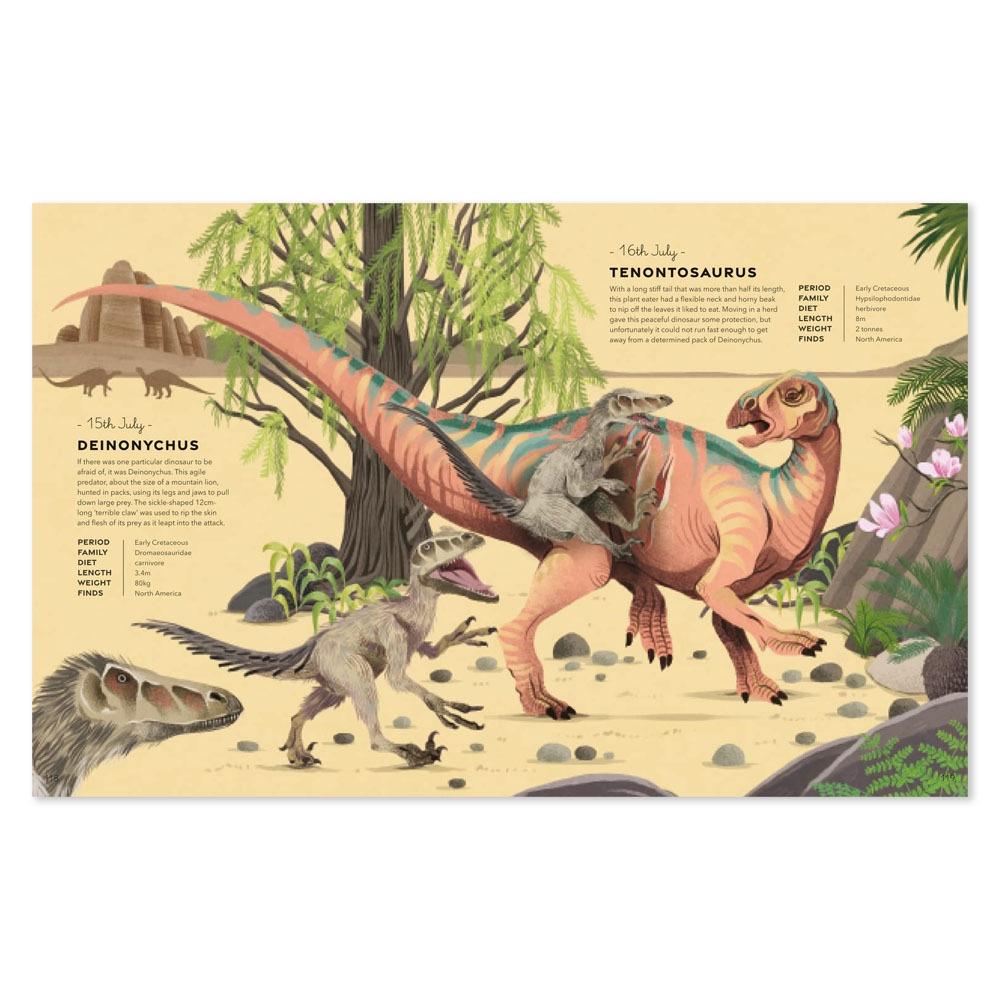 - 15th July -
DEINONYCHUS
If there was one particular dinosaur to be
afraid of, it was Deinonychus. This agile
predator, about the size of a mountain lion,
hunted in packs, using its legs and jaws to pull
down large prey. The sickle-shaped 12cm-
long 'terrible claw' was used to rip the skin
and flesh of its prey as it leapt into the attack.
PERIOD Early Cretaceous
FAMILY Dromaeosauridae
DIET carnivore
LENGTH 3.4m
WEIGHT 80kg
FINDS North America
118
- 16th July -
TENONTOSAURUS
With a long stiff tail that was more than half its length,
this plant eater had a flexible neck and horny beak
to nip off the leaves it liked to eat. Moving in a herd
gave this peaceful dinosaur some protection, but
unfortunately it could not run fast enough to get
away from a determined pack of Deinonychus.
PERIOD Early Cretaceous
FAMILY Hypsilophodontidae
DIET herbivore
LENGTH 8m
WEIGHT 2 tonnes
FINDS North America